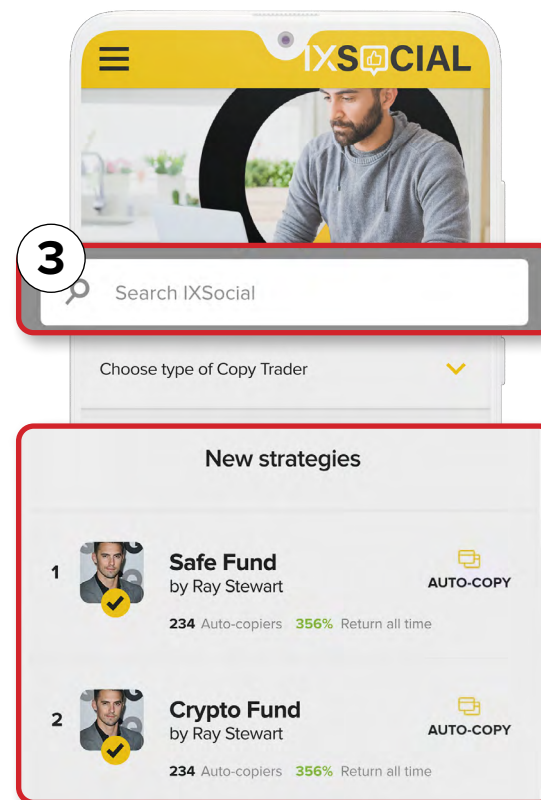 IXSOCIAL
3
Search IXSocial
Choose type of Copy Trader
New strategies
1
Safe Fund
by Ray Stewart
AUTO-COPY
234 Auto-copiers 356% Return all time
2
Crypto Fund
by Ray Stewart
AUTO-COPY
234 Auto-copiers 356% Return all time